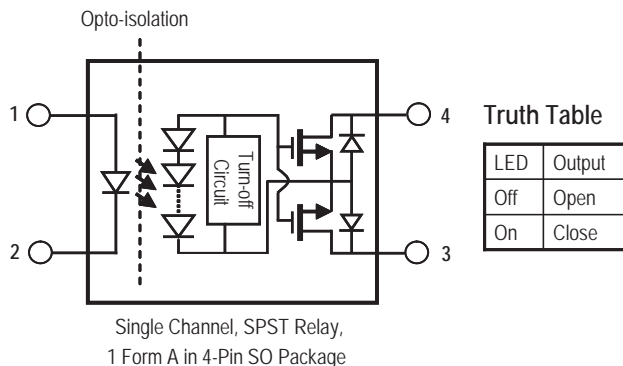 Opto-isolation
1
2
Turn-off
Circuit
4
3
Truth Table
LED Output
Off Open
On Close
Single Channel, SPST Relay,
1 Form A in 4-Pin SO Package